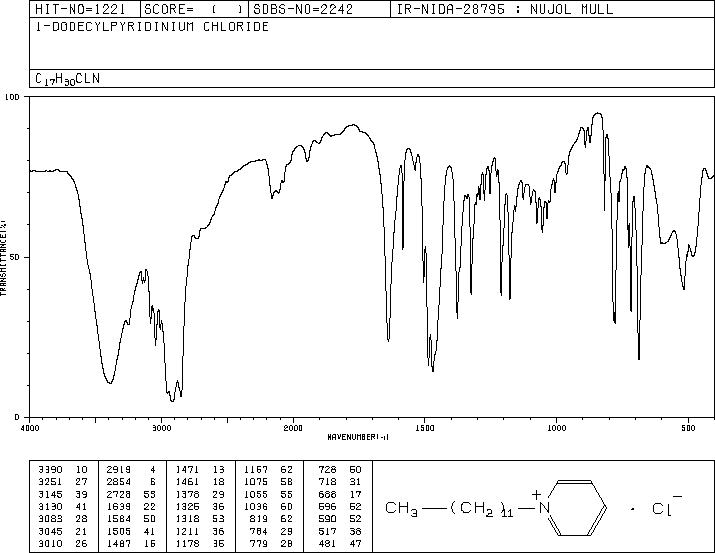 HIT-NO=1221 SCORE= ( ) SDBS-NO=2242 IR-NIDA-28795 : NUJOL MULL
1-DODECYLPYRIDINIUM CHLORIDE
C17H30CLN
100
50
0
TRANSMITTANCE(%)
4000 3000 2000 1500 1000 500
WAVENUMBER(-1)
3390 10 2919 4 1471 13 1167 62 728 50
3251 27 2854 6 1461 18 1075 58 718 31
3145 39 2728 55 1378 29 1055 55 688 17
3130 41 1639 22 1325 36 1036 60 596 52
3083 28 1584 50 1318 53 819 62 590 52
3045 21 1505 41 1211 36 784 29 517 38
3010 26 1487 16 1178 35 779 28 481 47
CH3—(CH2)11—N+ · Cl−